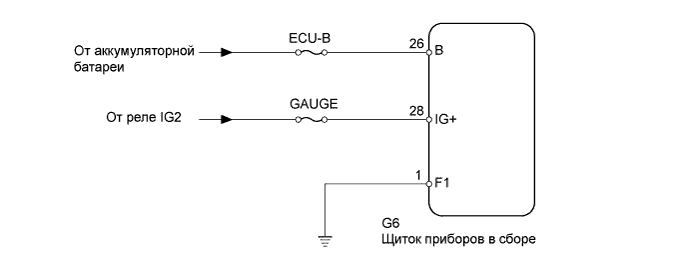 ECU-B
От аккумуляторной
батареи
26
B
GAUGE
От реле IG2
28
IG+
1
F1
G6
Щиток приборов в сборе